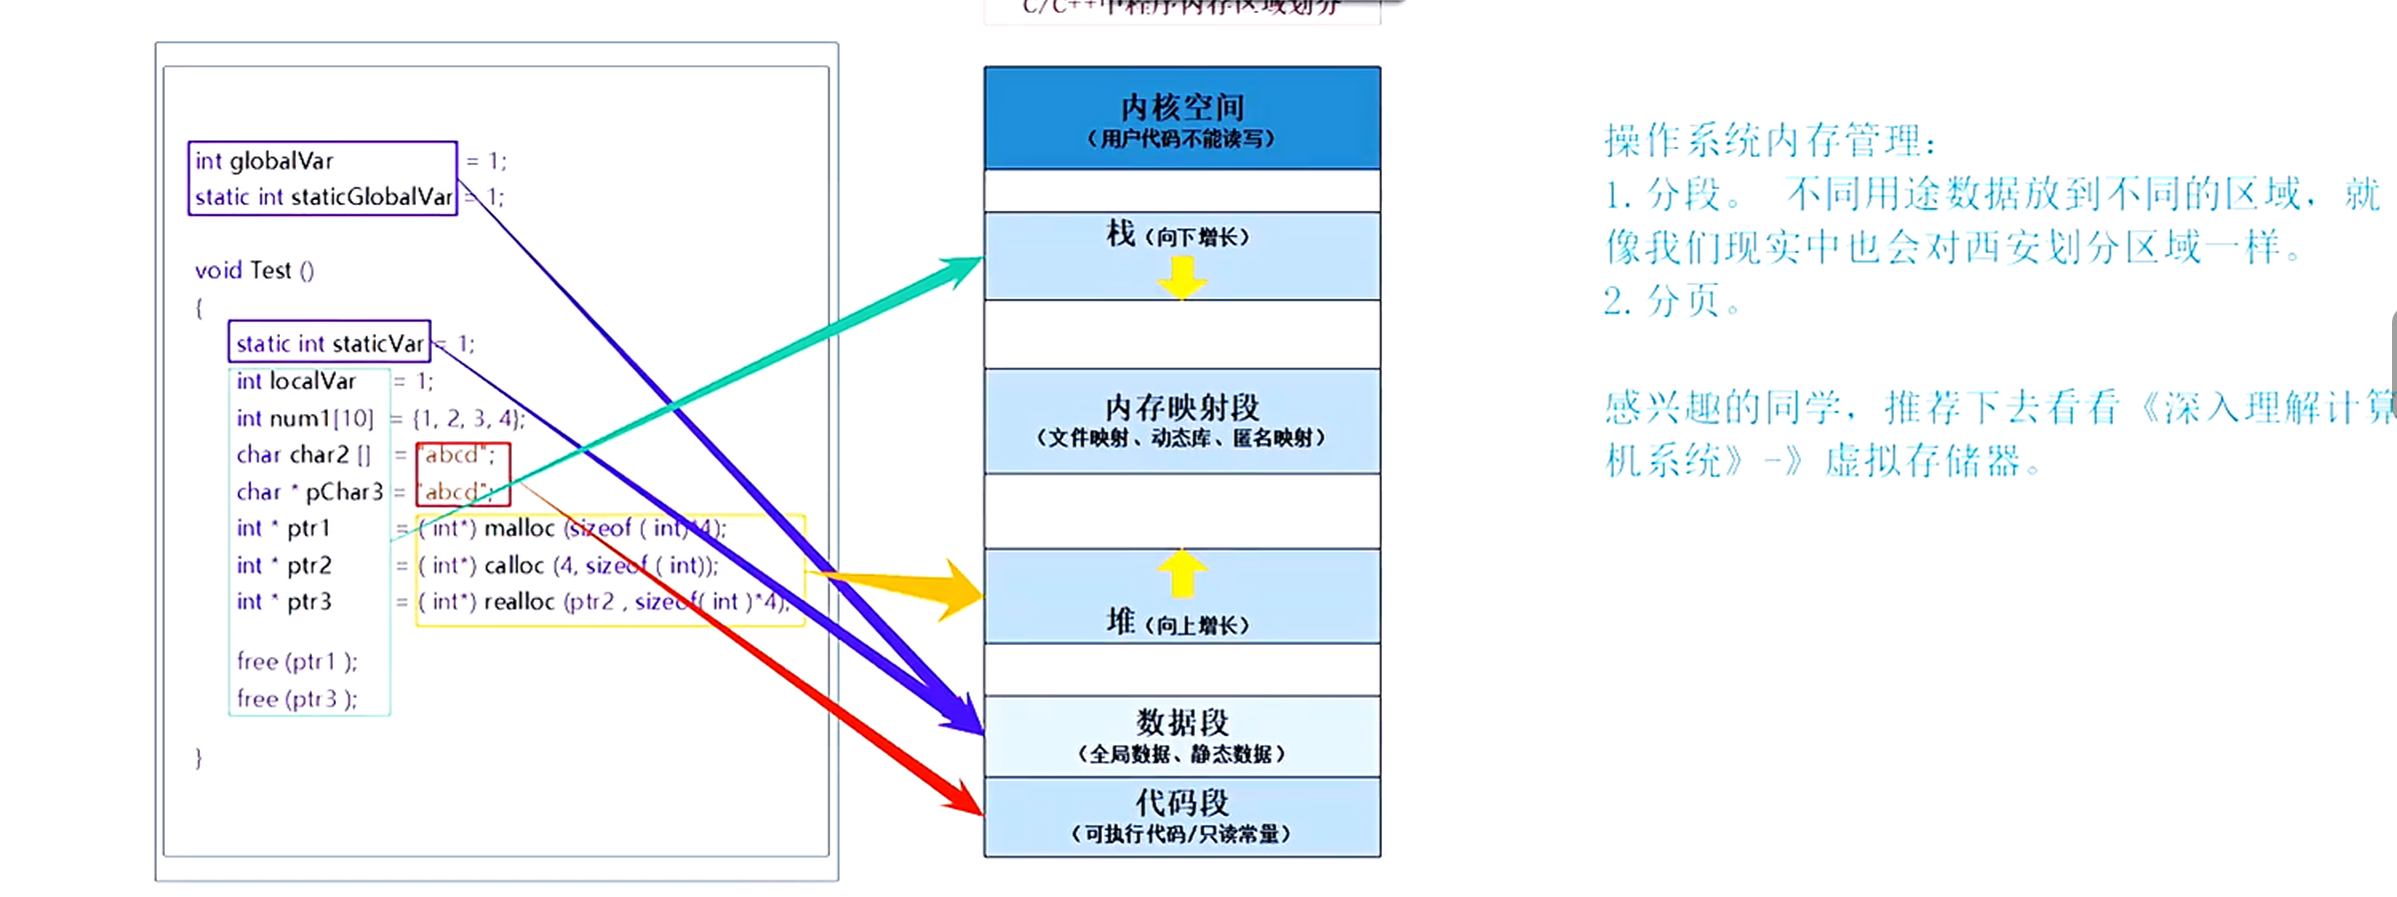 C/C++中程序内存区域划分
int globalVar = 1;
static int staticGlobalVar = 1;
void Test ()
{
static int staticVar = 1;
int localVar = 1;
int num1[10] = {1, 2, 3, 4};
char char2 [] = "abcd";
char * pChar3 = "abcd";
int * ptr1 = ( int*) malloc (sizeof ( int)*4);
int * ptr2 = ( int*) calloc (4, sizeof ( int));
int * ptr3 = ( int*) realloc (ptr2 , sizeof( int )*4);
free (ptr1 );
free (ptr3 );
}
内核空间
（用户代码不能读写）
栈（向下增长）
内存映射段
（文件映射、动态库、匿名映射）
堆（向上增长）
数据段
（全局数据、静态数据）
代码段
（可执行代码/只读常量）
操作系统内存管理：
1. 分段。 不同用途数据放到不同的区域，就
像我们现实中也会对西安划分区域一样。
2. 分页。
感兴趣的同学，推荐下去看看《深入理解计算
机系统》-》虚拟存储器。